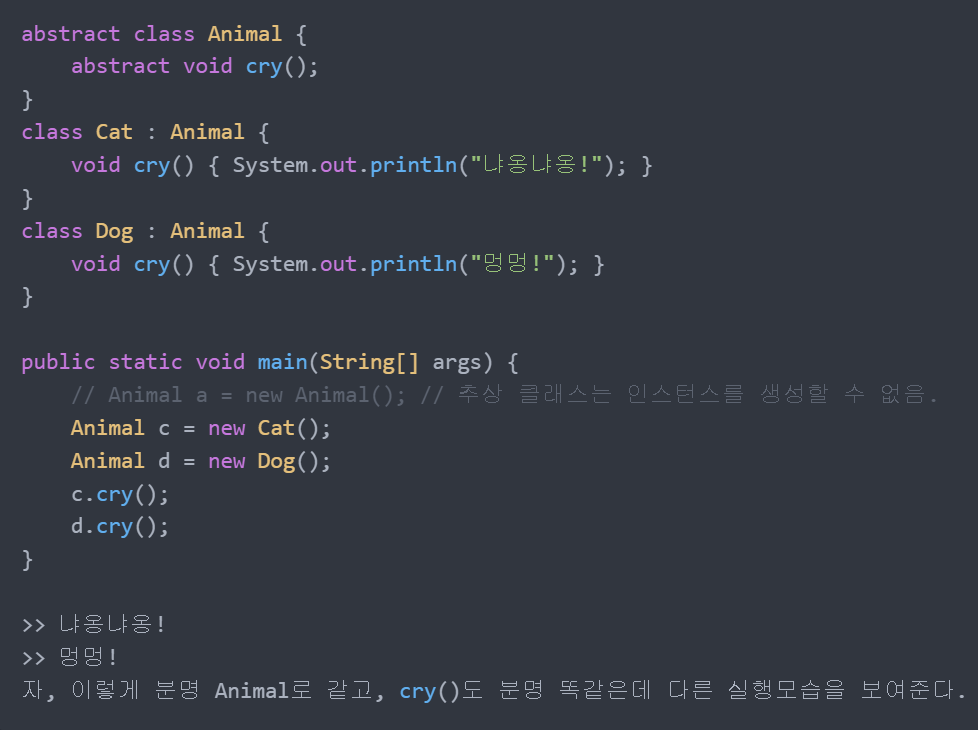 abstract class Animal {
    abstract void cry();
}
class Cat : Animal {
    void cry() { System.out.println("냐옹냐옹!"); }
}
class Dog : Animal {
    void cry() { System.out.println("멍멍!"); }
}

public static void main(String[] args) {
    // Animal a = new Animal(); // 추상 클래스는 인스턴스를 생성할 수 없음.
    Animal c = new Cat();
    Animal d = new Dog();
    c.cry();
    d.cry();
}

>> 냐옹냐옹!
>> 멍멍!
자, 이렇게 분명 Animal로 같고, cry()도 분명 똑같은데 다른 실행모습을 보여준다.